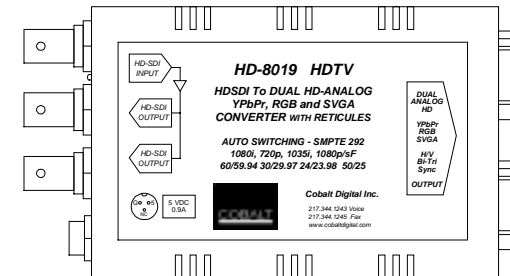 HD-SDI
INPUT
HD-SDI
OUTPUT
HD-SDI
OUTPUT
HD-8019 HDTV
HDSDI To DUAL HD-ANALOG
YPbPr, RGB and SVGA
CONVERTER WITH RETICULES
AUTO SWITCHING - SMPTE 292
1080i, 720p, 1035i, 1080p/sF
60/59.94 30/29.97 24/23.98 50/25
DUAL
ANALOG
HD
YPbPr
RGB
SVGA
H/V
Bi-Tri
Sync
OUTPUT
G
5
NC
5 VDC
0.9A
COBALT
Cobalt Digital Inc.
217.344.1243 Voice
217.344.1245 Fax
www.cobaltdigital.com